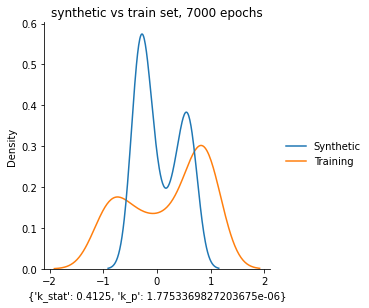 synthetic vs train set, 7000 epochs
0.6
0.5
0.4
0.3
0.2
0.1
0.0
Density
Synthetic
Training
−2 −1 0 1 2
{'k_stat': 0.4125, 'k_p': 1.7753369827203675e-06}